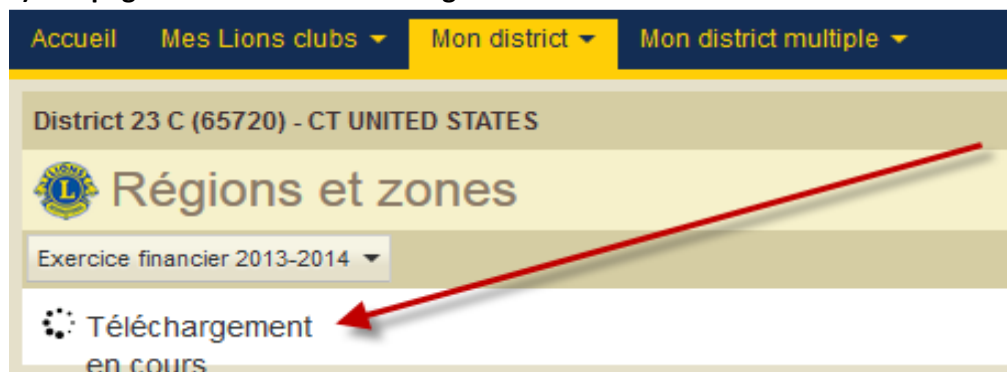 Accueil Mes Lions clubs Mon district Mon district multiple
District 23 C (65720) - CT UNITED STATES
L
Régions et zones
Exercice financier 2013-2014
Téléchargement
en cours